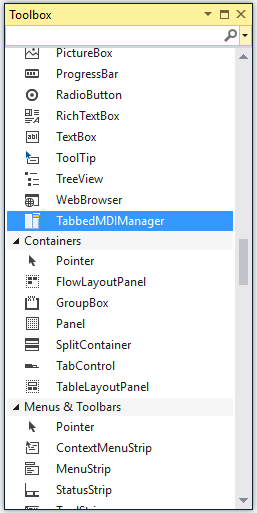 Toolbox
PictureBox
ProgressBar
RadioButton
RichTextBox
TextBox
ToolTip
TreeView
WebBrowser
TabbedMDIManager
Containers
Pointer
FlowLayoutPanel
GroupBox
Panel
SplitContainer
TabControl
TableLayoutPanel
Menus & Toolbars
Pointer
ContextMenuStrip
MenuStrip
StatusStrip